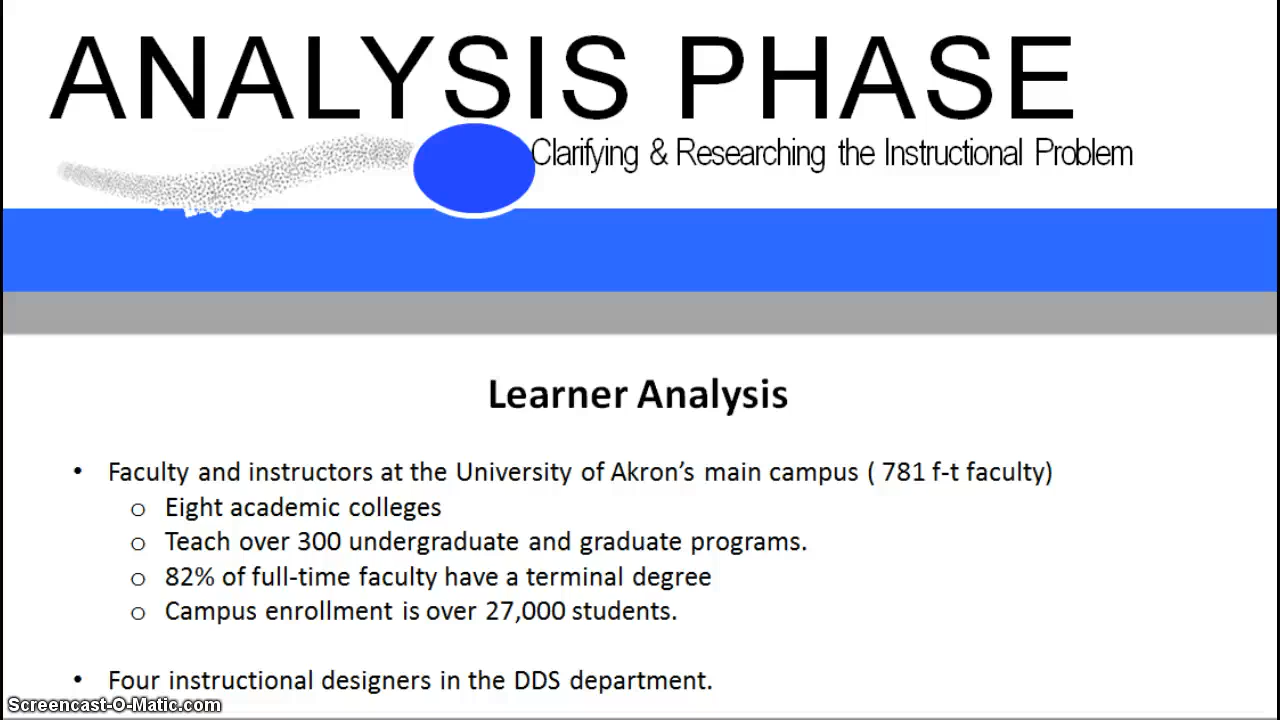 ANALYSIS PHASE
Clarifying & Researching the Instructional Problem
Learner Analysis
• Faculty and instructors at the University of Akron’s main campus ( 781 f-t faculty)
o Eight academic colleges
o Teach over 300 undergraduate and graduate programs.
o 82% of full-time faculty have a terminal degree
o Campus enrollment is over 27,000 students.
• Four instructional designers in the DDS department.
Screencast-O-Matic.com